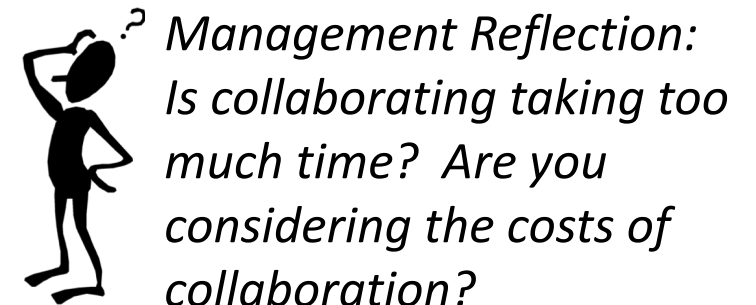 ?
Management Reflection:
Is collaborating taking too
much time?  Are you
considering the costs of
collaboration?